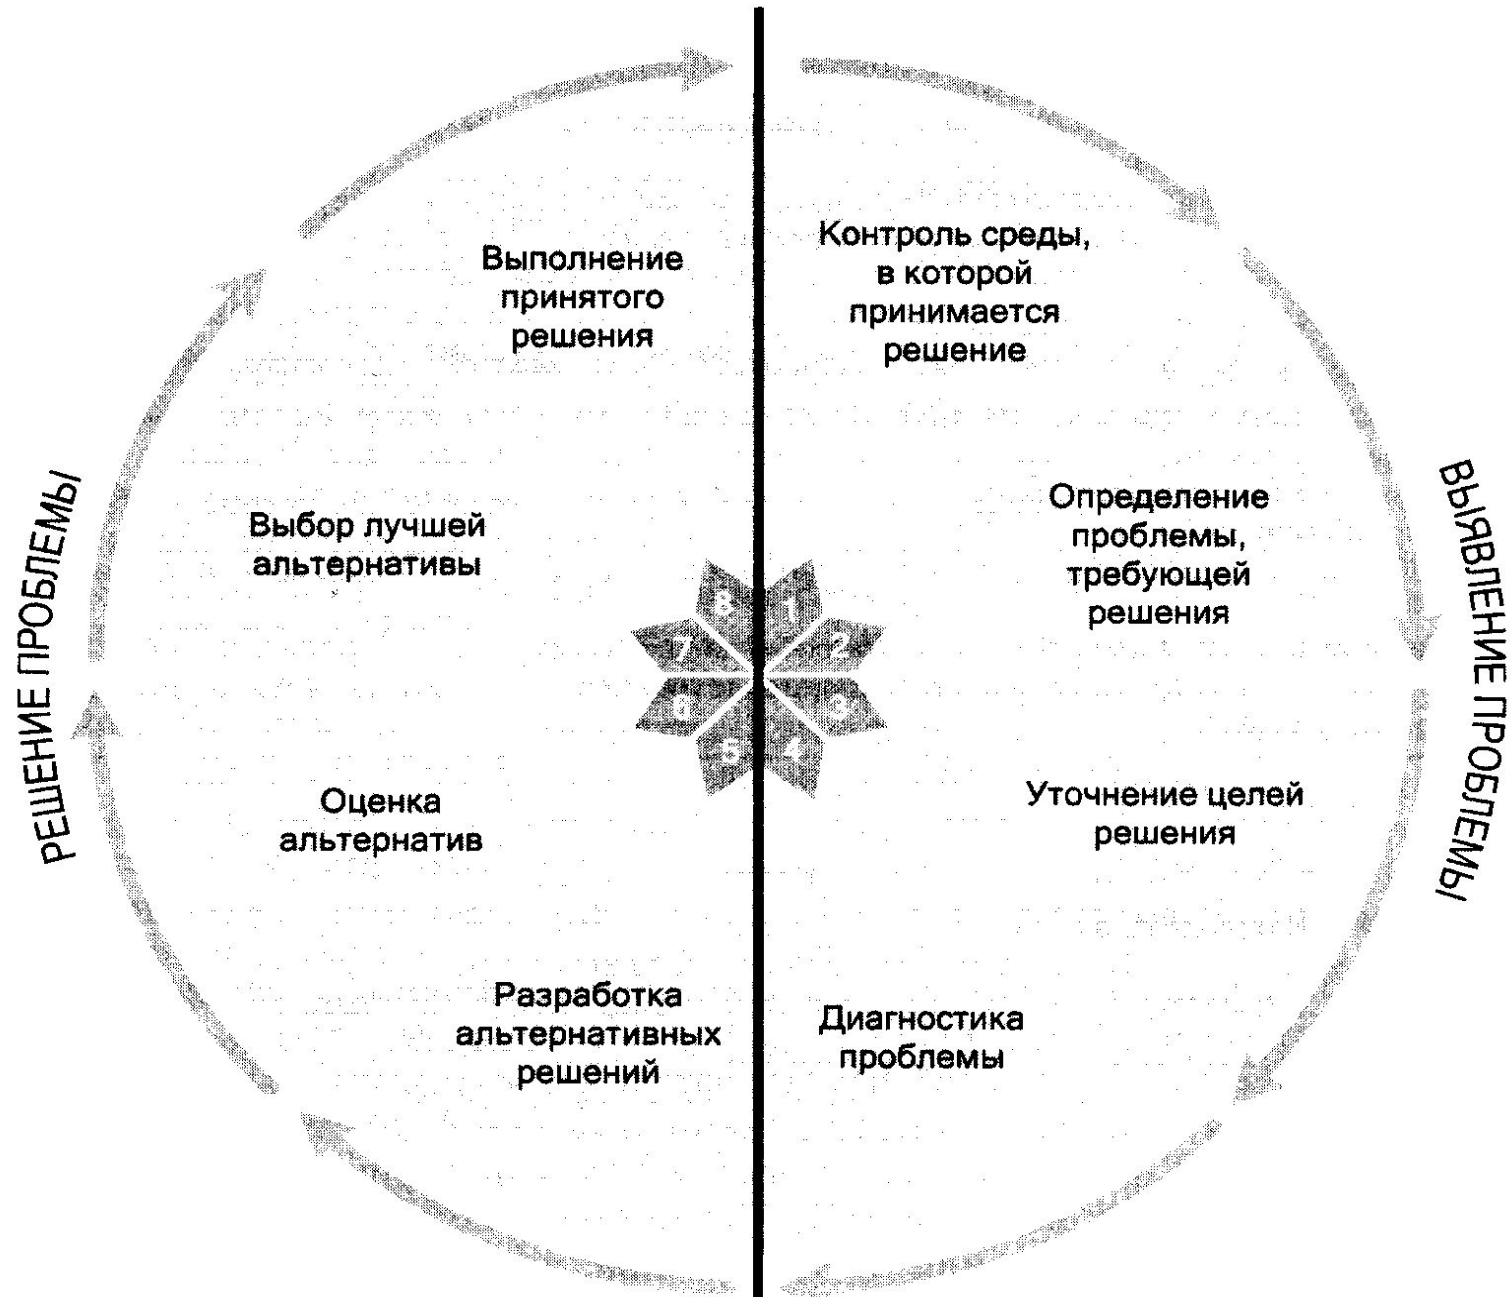 Выполнение
принятого
решения
Контроль среды,
в которой
принимается
решение
РЕШЕНИЕ ПРОБЛЕМЫ
ВЫЯВЛЕНИЕ ПРОБЛЕМЫ
Выбор лучшей
альтернативы
Определение
проблемы,
требующей
решения
8 1
7 2
6 3
5 4
Оценка
альтернатив
Уточнение целей
решения
Разработка
альтернативных
решений
Диагностика
проблемы